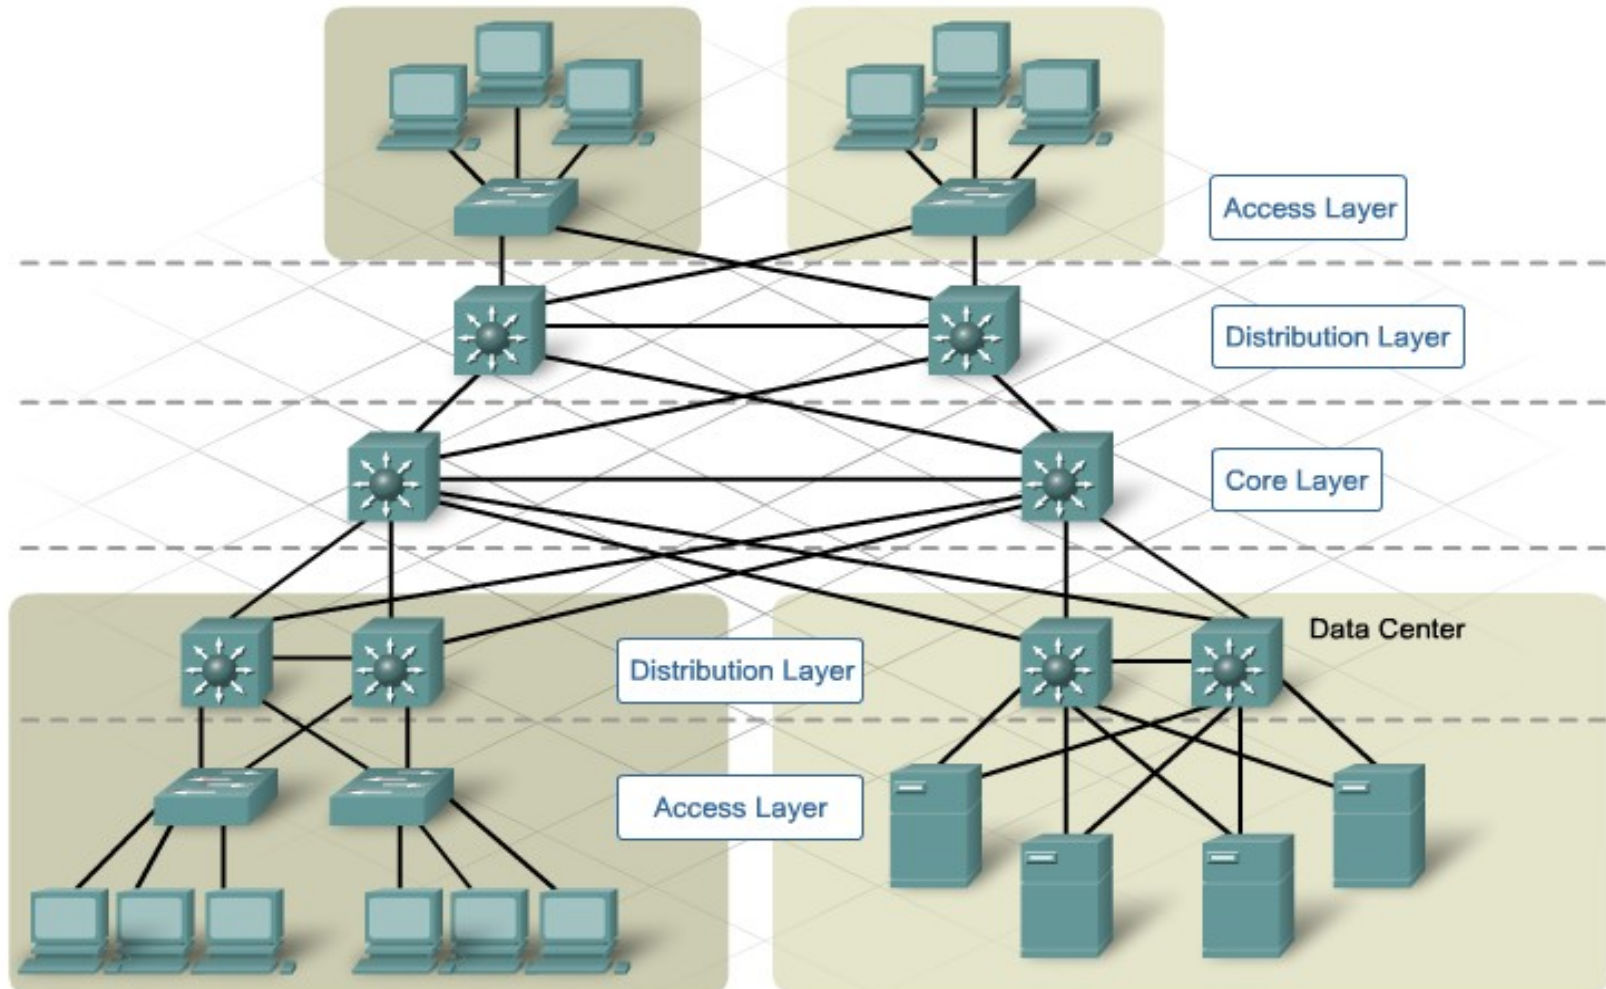 Access Layer
Distribution Layer
Core Layer
Data Center
Distribution Layer
Access Layer